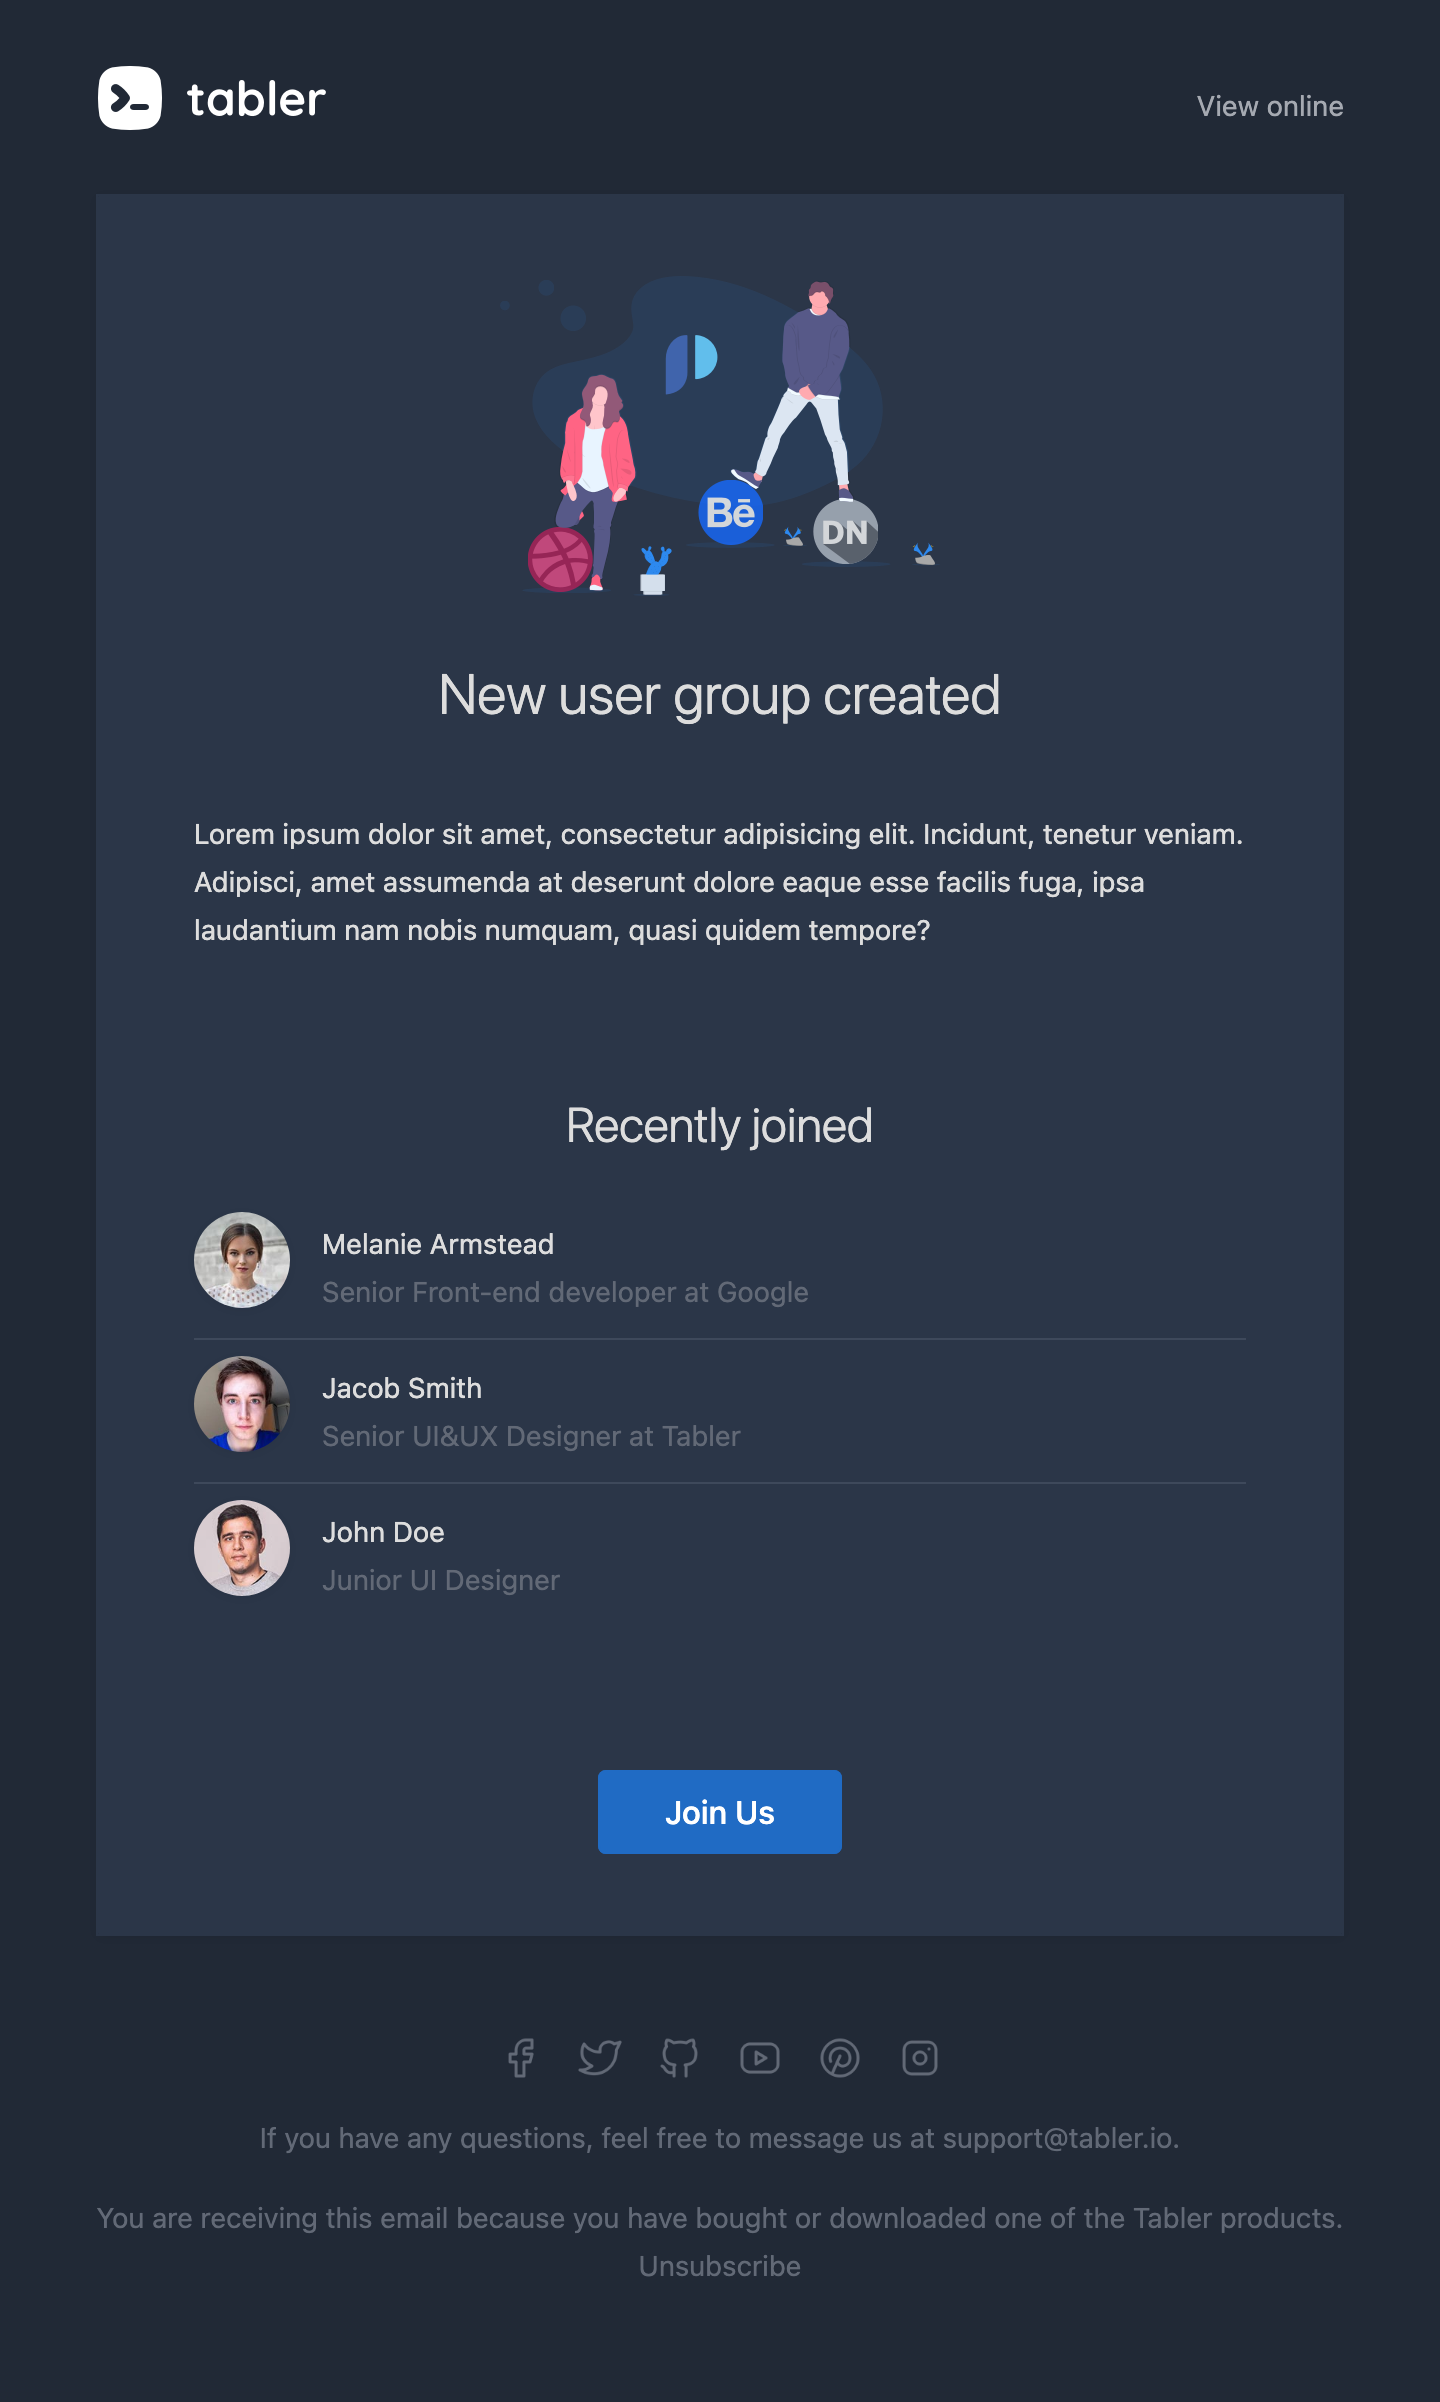 tabler
View online
Bē
DN
New user group created
Lorem ipsum dolor sit amet, consectetur adipisicing elit. Incidunt, tenetur veniam.
Adipisci, amet assumenda at deserunt dolore eaque esse facilis fuga, ipsa
laudantium nam nobis numquam, quasi quidem tempore?
Recently joined
Melanie Armstead
Senior Front-end developer at Google
Jacob Smith
Senior UI&UX Designer at Tabler
John Doe
Junior UI Designer
Join Us
If you have any questions, feel free to message us at support@tabler.io.
You are receiving this email because you have bought or downloaded one of the Tabler products.
Unsubscribe